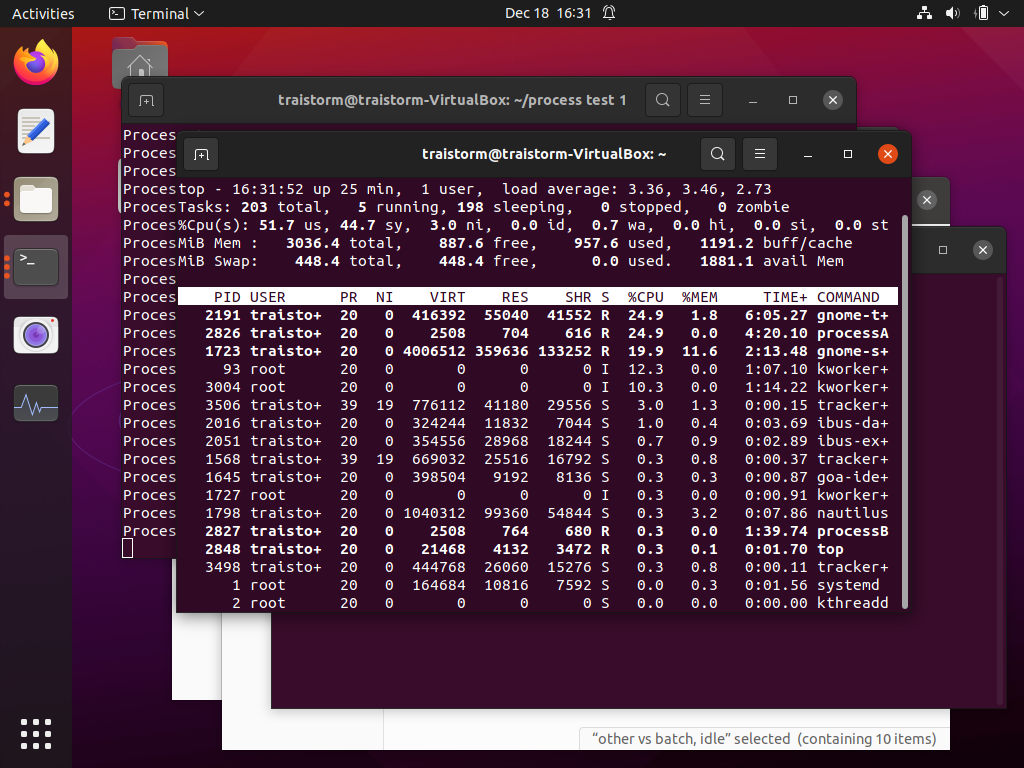 Activities Terminal Dec 18 16:31
traistorm@traistorm-VirtualBox: ~/process test 1
Proces
Proces traistorm@traistorm-VirtualBox: ~
Proces
Procestop - 16:31:52 up 25 min,  1 user,  load average: 3.36, 3.46, 2.73
ProcesTasks: 203 total,   5 running, 198 sleeping,   0 stopped,   0 zombie
Proces%Cpu(s): 51.7 us, 44.7 sy,  3.0 ni,  0.0 id,  0.7 wa,  0.0 hi,  0.0 si,  0.0 st
ProcesMiB Mem :   3036.4 total,    887.6 free,    957.6 used,   1191.2 buff/cache
ProcesMiB Swap:    448.4 total,    448.4 free,      0.0 used.   1881.1 avail Mem
Proces
Proces PID USER PR NI VIRT RES SHR S %CPU %MEM TIME+ COMMAND
Proces 2191 traisto+ 20 0 416392 55040 41552 R 24.9 1.8 6:05.27 gnome-t+
Proces 2826 traisto+ 20 0 2508 704 616 R 24.9 0.0 4:20.10 processA
Proces 1723 traisto+ 20 0 4006512 359636 133252 R 19.9 11.6 2:13.48 gnome-s+
Proces 93 root 20 0 0 0 0 I 12.3 0.0 1:07.10 kworker+
Proces 3004 root 20 0 0 0 0 I 10.3 0.0 1:14.22 kworker+
Proces 3506 traisto+ 39 19 776112 41180 29556 S 3.0 1.3 0:00.15 tracker+
Proces 2016 traisto+ 20 0 324244 11832 7044 S 1.0 0.4 0:03.69 ibus-da+
Proces 2051 traisto+ 20 0 354556 28968 18244 S 0.7 0.9 0:02.89 ibus-ex+
Proces 1568 traisto+ 39 19 669032 25516 16792 S 0.3 0.8 0:00.37 tracker+
Proces 1645 traisto+ 20 0 398504 9192 8136 S 0.3 0.3 0:00.87 goa-ide+
Proces 1727 root 20 0 0 0 0 I 0.3 0.0 0:00.91 kworker+
Proces 1798 traisto+ 20 0 1040312 99360 54844 S 0.3 3.2 0:07.86 nautilus
Proces 2827 traisto+ 20 0 2508 764 680 R 0.3 0.0 1:39.74 processB
2848 traisto+ 20 0 21468 4132 3472 R 0.3 0.1 0:01.70 top
3498 traisto+ 20 0 444768 26060 15276 S 0.3 0.8 0:00.11 tracker+
1 root 20 0 164684 10816 7592 S 0.0 0.3 0:01.56 systemd
2 root 20 0 0 0 0 S 0.0 0.0 0:00.00 kthreadd
“other vs batch, idle” selected (containing 10 items)